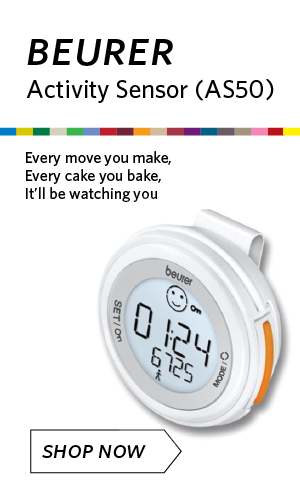 BEURER
Activity Sensor (AS50)
Every move you make,
Every cake you bake,
It'll be watching you
beurer
SET/On
01:24
6725
MODE/
SHOP NOW